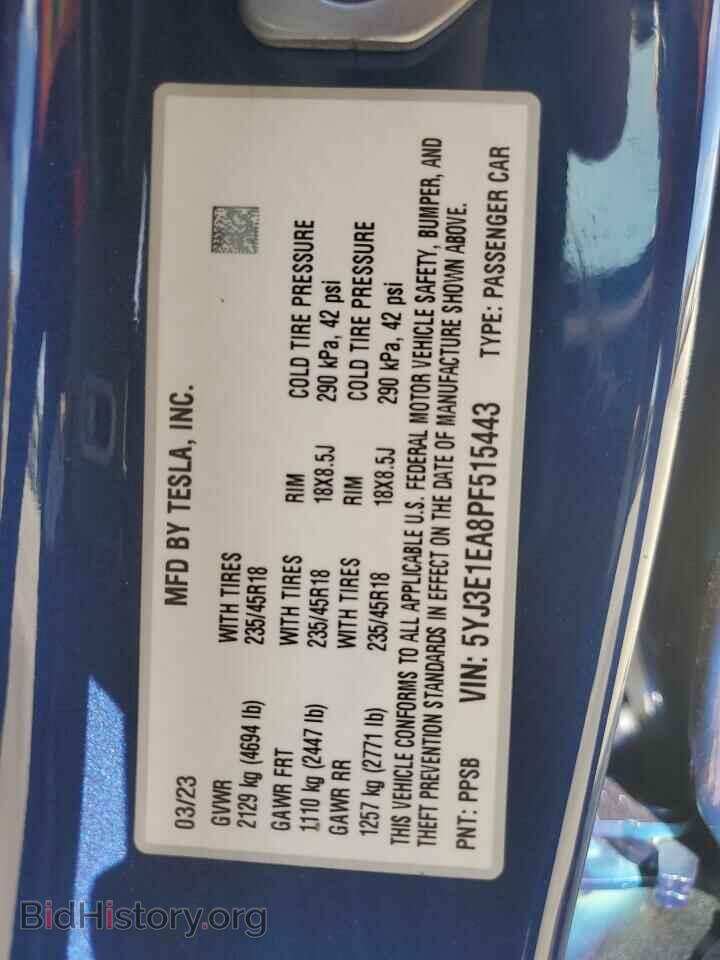 MFD BY TESLA, INC.
03/23
GVWR WITH TIRES
2129 kg (4694 lb) 235/45R18
GAWR FRT WITH TIRES RIM COLD TIRE PRESSURE
1110 kg (2447 lb) 235/45R18 18X8.5J 290 kPa, 42 psi
GAWR RR WITH TIRES RIM COLD TIRE PRESSURE
1257 kg (2771 lb) 235/45R18 18X8.5J 290 kPa, 42 psi
THIS VEHICLE CONFORMS TO ALL APPLICABLE U.S. FEDERAL MOTOR VEHICLE SAFETY, BUMPER, AND
THEFT PREVENTION STANDARDS IN EFFECT ON THE DATE OF MANUFACTURE SHOWN ABOVE.
PNT: PPSB VIN: 5YJ3E1EA8PF515443 TYPE: PASSENGER CAR
BidHistory.org